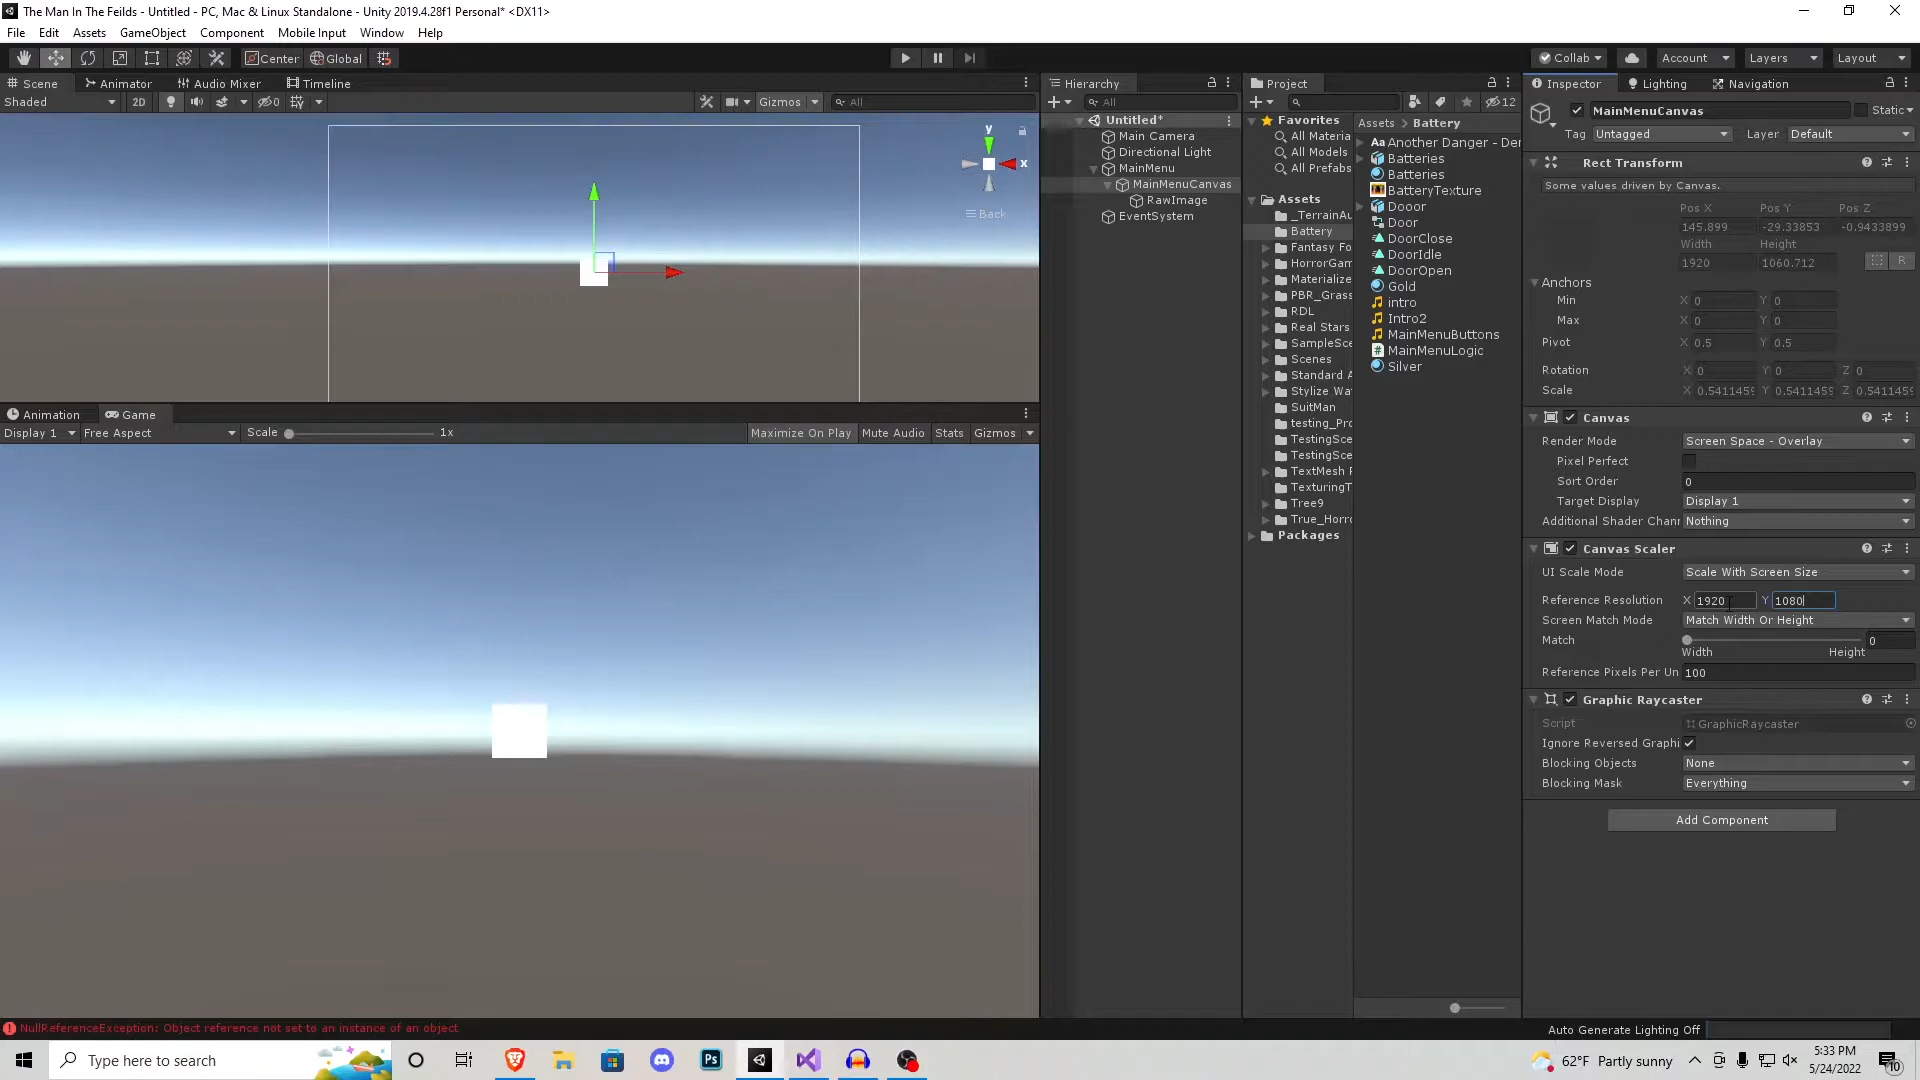 The Man In The Feilds - Untitled - PC, Mac & Linux Standalone - Unity 2019.4.28f1 Personal* <DX11>
File Edit Assets GameObject Component Mobile Input Window Help
Center Global Collab Account Layers Layout
Scene Animator Audio Mixer Timeline
Shaded 2D 0 Gizmos All
y
x
Back
Animation Game
Display 1 Free Aspect Scale 1x Maximize On Play Mute Audio Stats Gizmos
Hierarchy
All
Untitled*
Main Camera
Directional Light
MainMenu
MainMenuCanvas
RawImage
EventSystem
Project
12
Favorites
All Materia
All Models
All Prefabs
Assets
_TerrainAu
Battery
Fantasy Fo
HorrorGam
Materialize
PBR_Grass
RDL
Real Stars
SampleSce
Scenes
Standard A
Stylize Wa
SuitMan
testing_Pro
TestingSce
TestingSce
TextMesh P
TexturingT
Tree9
True_Horro
Packages
Assets > Battery
Aa Another Danger - Der
Batteries
Batteries
BatteryTexture
Dooor
Door
DoorClose
DoorIdle
DoorOpen
Gold
intro
Intro2
MainMenuButtons
MainMenuLogic
Silver
Inspector Lighting Navigation
MainMenuCanvas Static
Tag Untagged Layer Default
Rect Transform
Some values driven by Canvas.
Pos X Pos Y Pos Z
145.899 -29.33853 -0.9433899
Width Height
1920 1060.712 R
Anchors
Min X 0 Y 0
Max X 0 Y 0
Pivot X 0.5 Y 0.5
Rotation X 0 Y 0 Z 0
Scale X 0.5411459 Y 0.5411459 Z 0.5411459
Canvas
Render Mode Screen Space - Overlay
Pixel Perfect
Sort Order 0
Target Display Display 1
Additional Shader Chan Nothing
Canvas Scaler
UI Scale Mode Scale With Screen Size
Reference Resolution X 1920 Y 1080
Screen Match Mode Match Width Or Height
Match 0
Width Height
Reference Pixels Per Un 100
Graphic Raycaster
Script GraphicRaycaster
Ignore Reversed Graphi
Blocking Objects None
Blocking Mask Everything
Add Component
NullReferenceException: Object reference not set to an instance of an object
Auto Generate Lighting Off
Type here to search
Ps
62°F Partly sunny
5:33 PM
5/24/2022
10